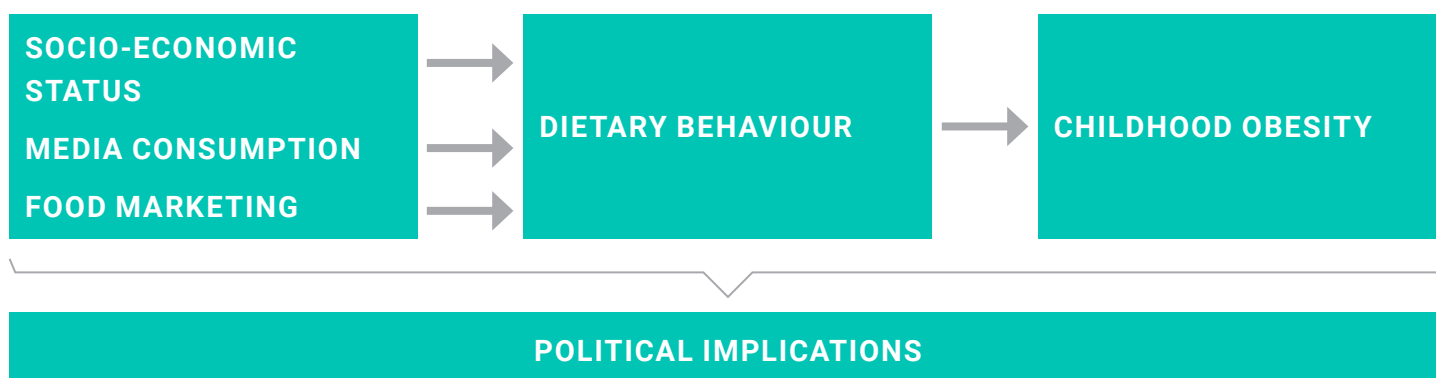 SOCIO-ECONOMIC
STATUS
MEDIA CONSUMPTION
FOOD MARKETING
DIETARY BEHAVIOUR
CHILDHOOD OBESITY
POLITICAL IMPLICATIONS